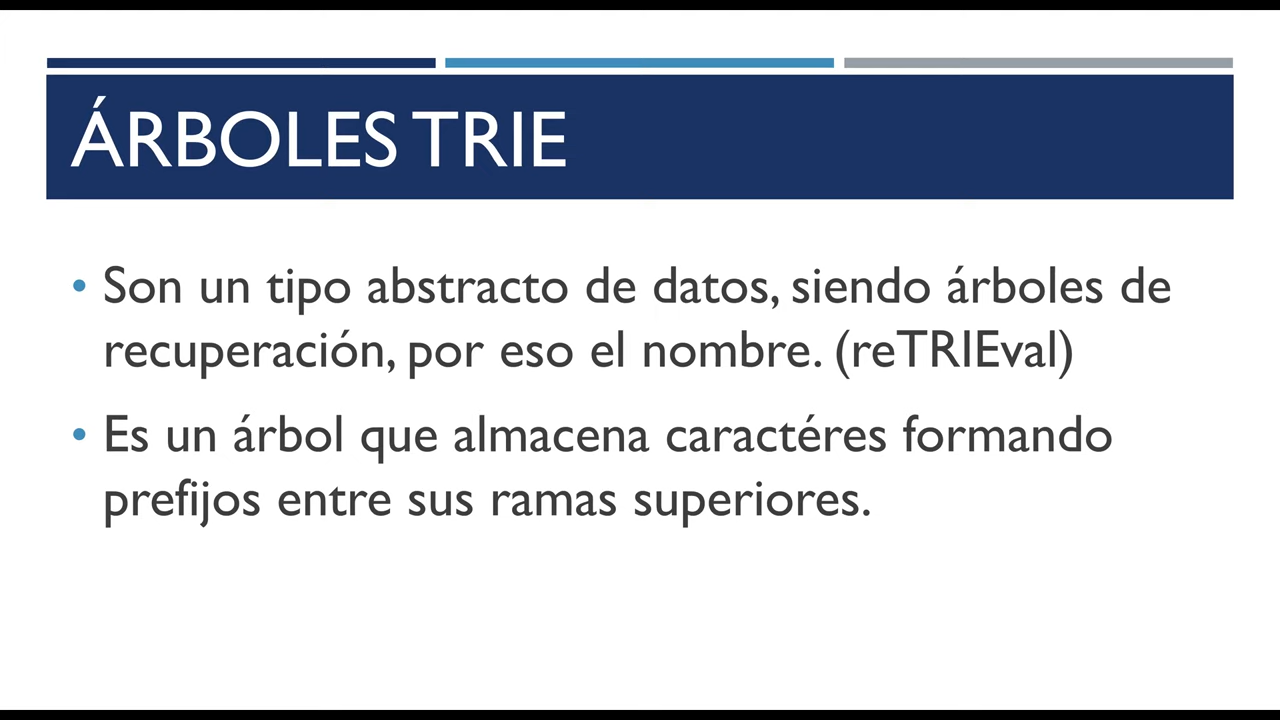 ÁRBOLES TRIE
• Son un tipo abstracto de datos, siendo árboles de
recuperación, por eso el nombre. (reTRIEval)
• Es un árbol que almacena caractéres formando
prefijos entre sus ramas superiores.